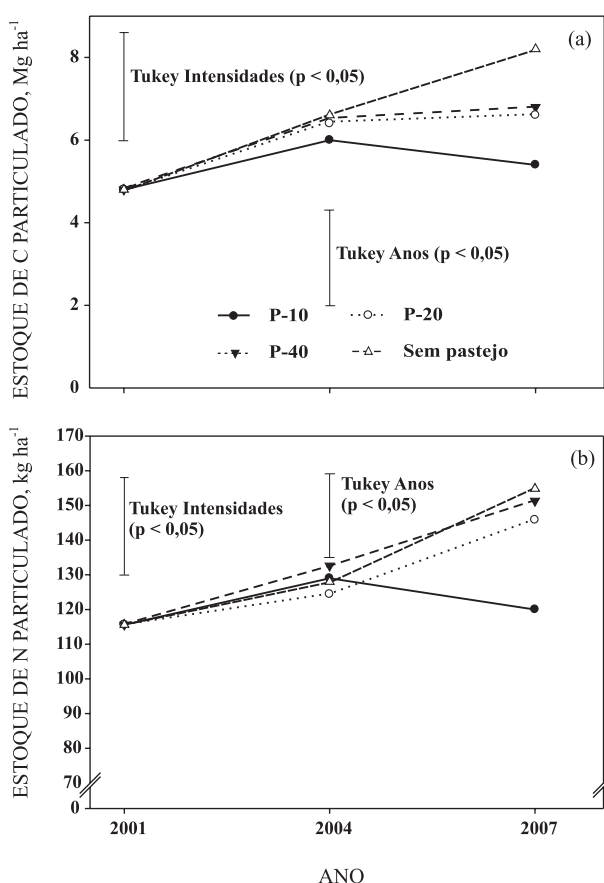 (a)
ESTOQUE DE C PARTICULADO, Mg ha-1
8
6
4
2
0
Tukey Intensidades (p < 0,05)
Tukey Anos (p < 0,05)
P-10
P-20
P-40
Sem pastejo
(b)
ESTOQUE DE N PARTICULADO, kg ha-1
170
160
150
140
130
120
110
100
90
80
70
0
Tukey Intensidades
(p < 0,05)
Tukey Anos
(p < 0,05)
2001
2004
2007
ANO